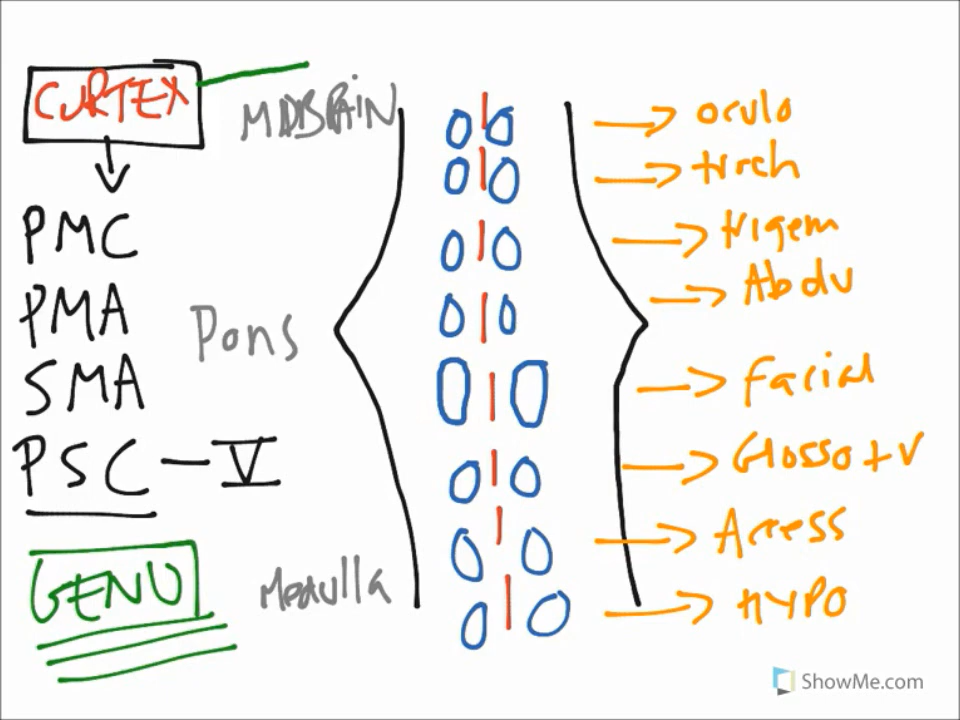 CORTEX
PMC
PMA
SMA
PSC — V
GENU
MIDBRAIN
Pons
Medulla
oculo
troch
trigem
Abdu
Facial
Glosso + V
Access
HYPO
ShowMe.com